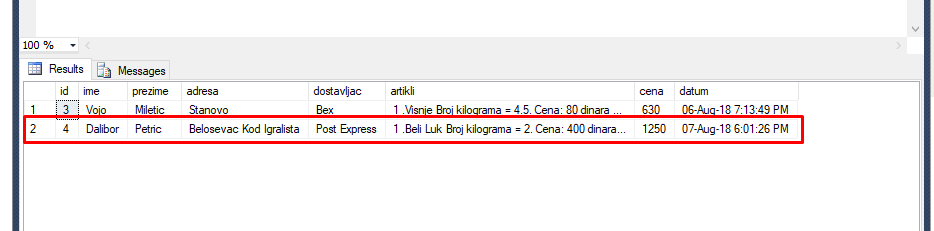 100 %
Results Messages
id ime prezime adresa dostavljac artikli cena datum
1 3 Vojo Miletic Stanovo Bex 1 .Visnje Broj kilograma = 4.5. Cena: 80 dinara ... 630 06-Aug-18 7:13:49 PM
2 4 Dalibor Petric Belosevac Kod Igralista Post Express 1 .Beli Luk Broj kilograma = 2. Cena: 400 dinara... 1250 07-Aug-18 6:01:26 PM